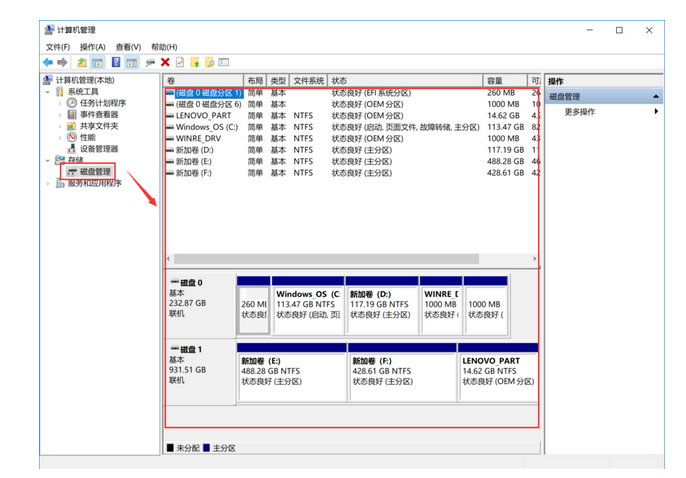 计算机管理
文件(F) 操作(A) 查看(V) 帮助(H)
计算机管理(本地)
系统工具
任务计划程序
事件查看器
共享文件夹
性能
设备管理器
存储
磁盘管理
服务和应用程序
卷 布局 类型 文件系统 状态 容量 可
(磁盘 0 磁盘分区 1) 简单 基本 状态良好 (EFI 系统分区) 260 MB 26
(磁盘 0 磁盘分区 6) 简单 基本 状态良好 (OEM 分区) 1000 MB 10
LENOVO_PART 简单 基本 NTFS 状态良好 (OEM 分区) 14.62 GB 4.
Windows_OS (C:) 简单 基本 NTFS 状态良好 (启动, 页面文件, 故障转储, 主分区) 113.47 GB 82
WINRE_DRV 简单 基本 NTFS 状态良好 (OEM 分区) 1000 MB 43
新加卷 (D:) 简单 基本 NTFS 状态良好 (主分区) 117.19 GB 11
新加卷 (E:) 简单 基本 NTFS 状态良好 (主分区) 488.28 GB 46
新加卷 (F:) 简单 基本 NTFS 状态良好 (主分区) 428.61 GB 42
操作
磁盘管理
更多操作
磁盘 0
基本
232.87 GB
联机
260 MI
状态良
Windows_OS (C:
113.47 GB NTFS
状态良好 (启动, 页
新加卷 (D:)
117.19 GB NTFS
状态良好 (主分区)
WINRE_D
1000 MB
状态良好 (
1000 MB
状态良好 (
磁盘 1
基本
931.51 GB
联机
新加卷 (E:)
488.28 GB NTFS
状态良好 (主分区)
新加卷 (F:)
428.61 GB NTFS
状态良好 (主分区)
LENOVO_PART
14.62 GB NTFS
状态良好 (OEM 分区)
未分配 主分区